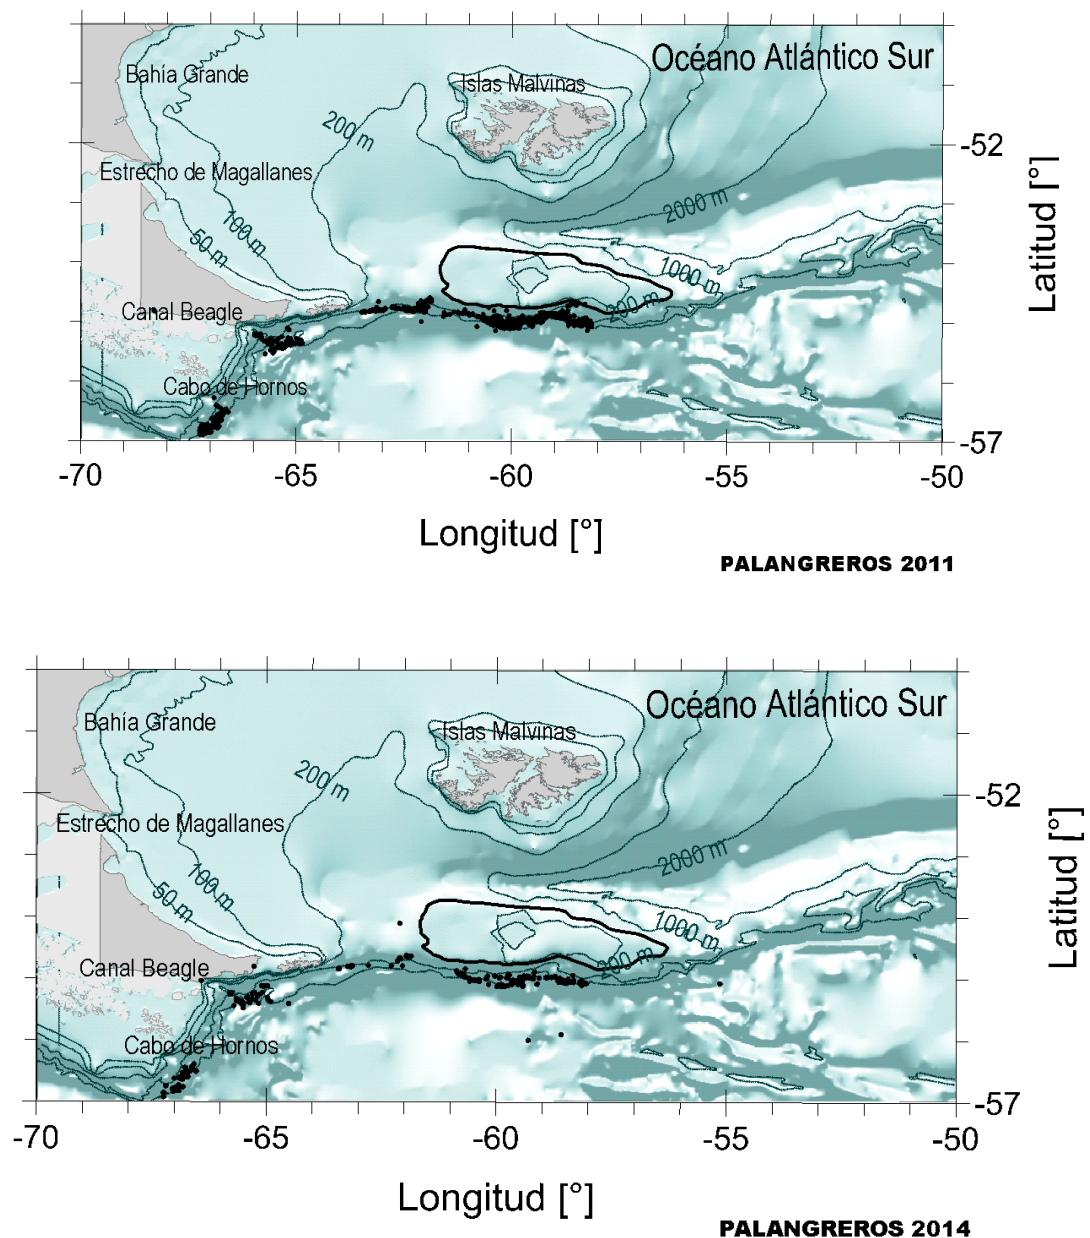 Océano Atlántico Sur
Bahía Grande
Islas Malvinas
200 m
-52
Estrecho de Magallanes
2000 m
100 m
50 m
1000 m
200 m
Canal Beagle
Cabo de Hornos
-57
-70
-65
-60
-55
-50
Latitud [°]
Longitud [°]
PALANGREROS 2011
Océano Atlántico Sur
Bahía Grande
Islas Malvinas
200 m
-52
Estrecho de Magallanes
2000 m
100 m
50 m
1000 m
200 m
Canal Beagle
Cabo de Hornos
-57
-70
-65
-60
-55
-50
Latitud [°]
Longitud [°]
PALANGREROS 2014